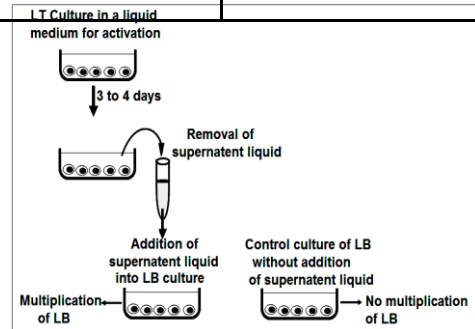 LT Culture in a liquid
medium for activation
3 to 4 days
Removal of
supernatent liquid
Addition of
supernatent liquid
into LB culture
Control culture of LB
without addition
of supernatent liquid
Multiplication
of LB
No multiplication
of LB